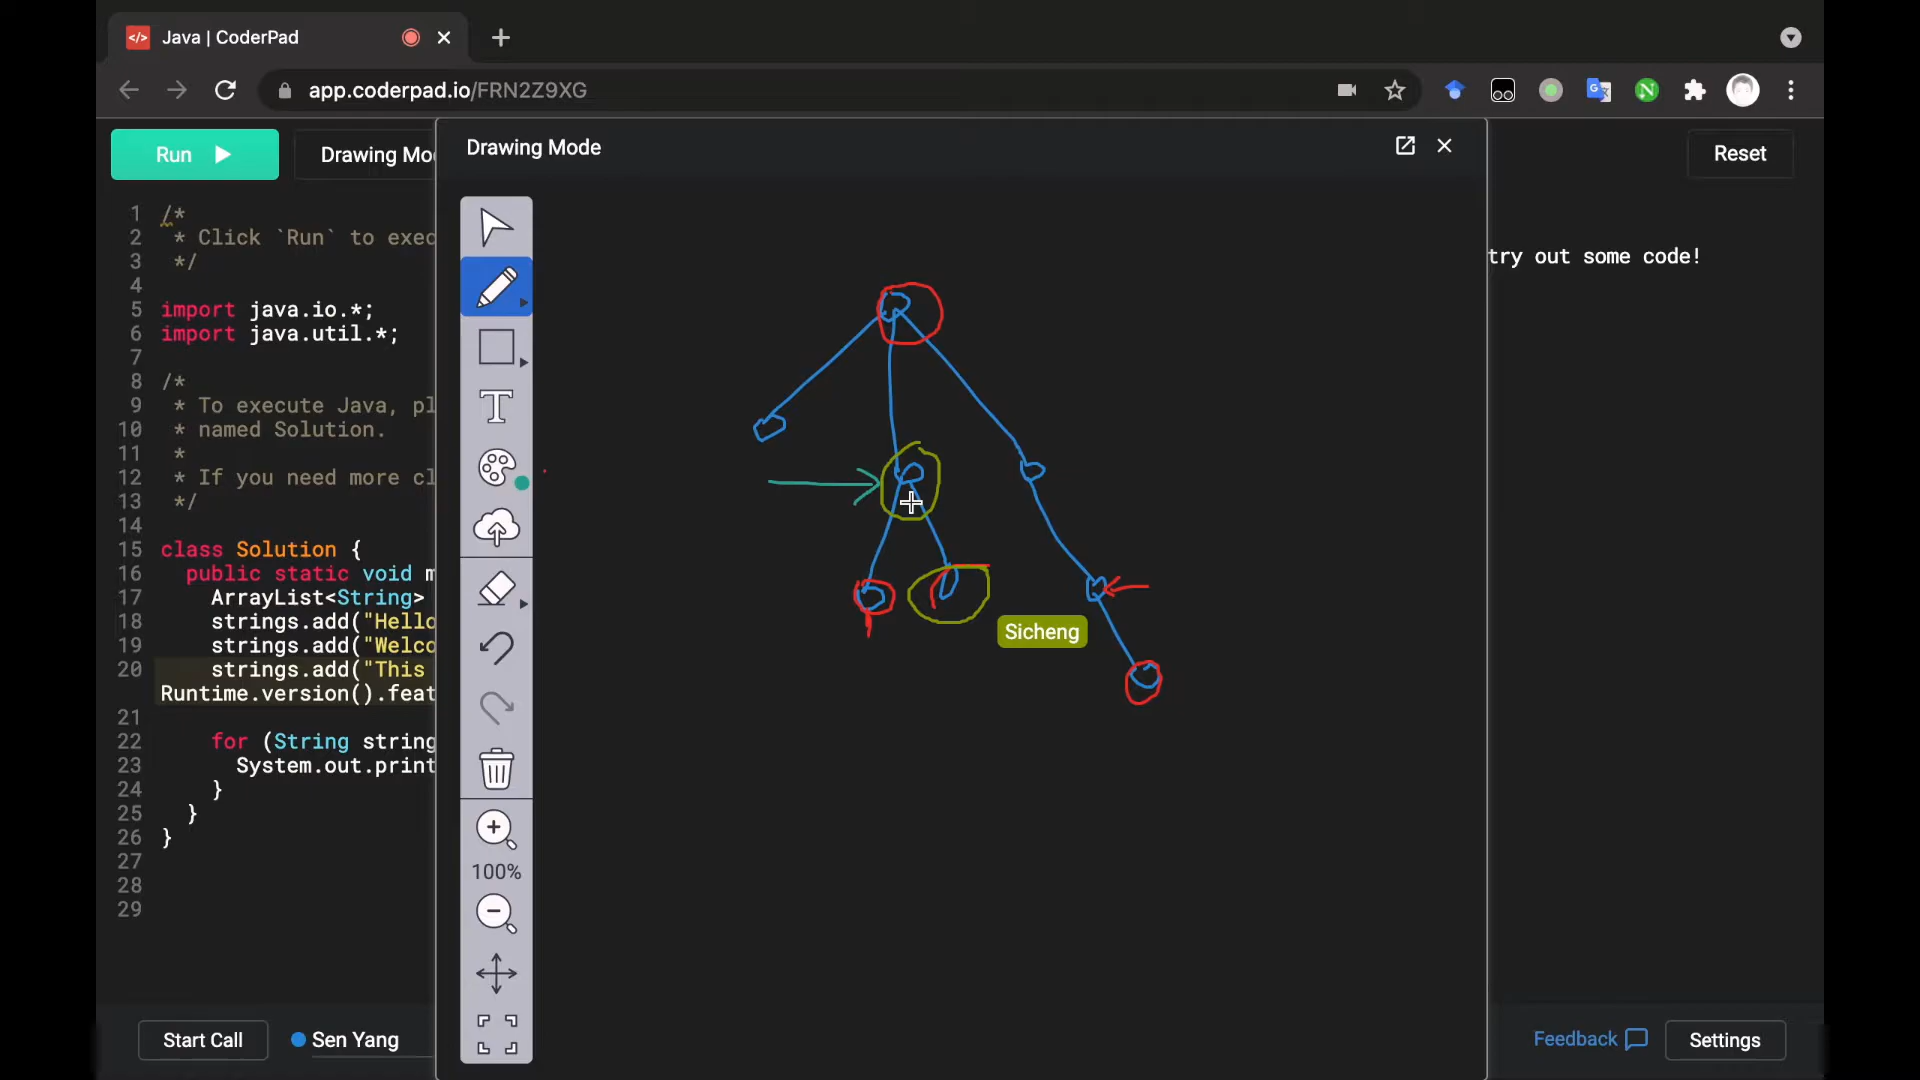 Java | CoderPad
app.coderpad.io/FRN2Z9XG
Run
Drawing Mo
Drawing Mode
Reset
1 /*
2 * Click `Run` to exec
3 */
4
5 import java.io.*;
6 import java.util.*;
7
8 /*
9 * To execute Java, pl
10 * named Solution.
11 *
12 * If you need more cl
13 */
14
15 class Solution {
16 public static void m
17 ArrayList<String>
18 strings.add("Hello
19 strings.add("Welco
20 strings.add("This
Runtime.version().feat
21
22 for (String string
23 System.out.print
24 }
25 }
26 }
27
28
29
try out some code!
T
Sicheng
100%
Start Call
Sen Yang
Feedback
Settings